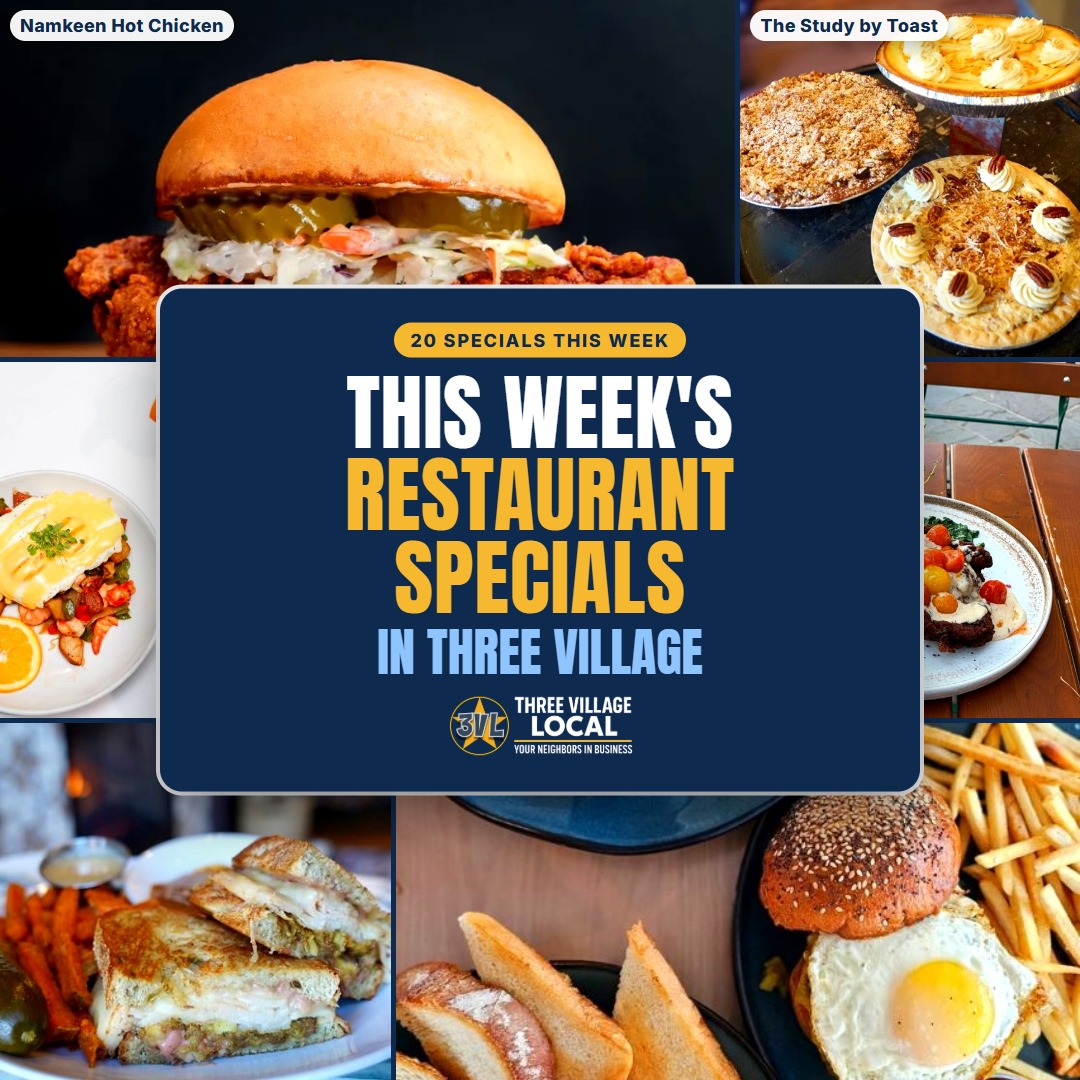 Namkeen Hot Chicken
The Study by Toast
20 SPECIALS THIS WEEK
THIS WEEK'S
RESTAURANT
SPECIALS
IN THREE VILLAGE
3VL
THREE VILLAGE
LOCAL
YOUR NEIGHBORS IN BUSINESS